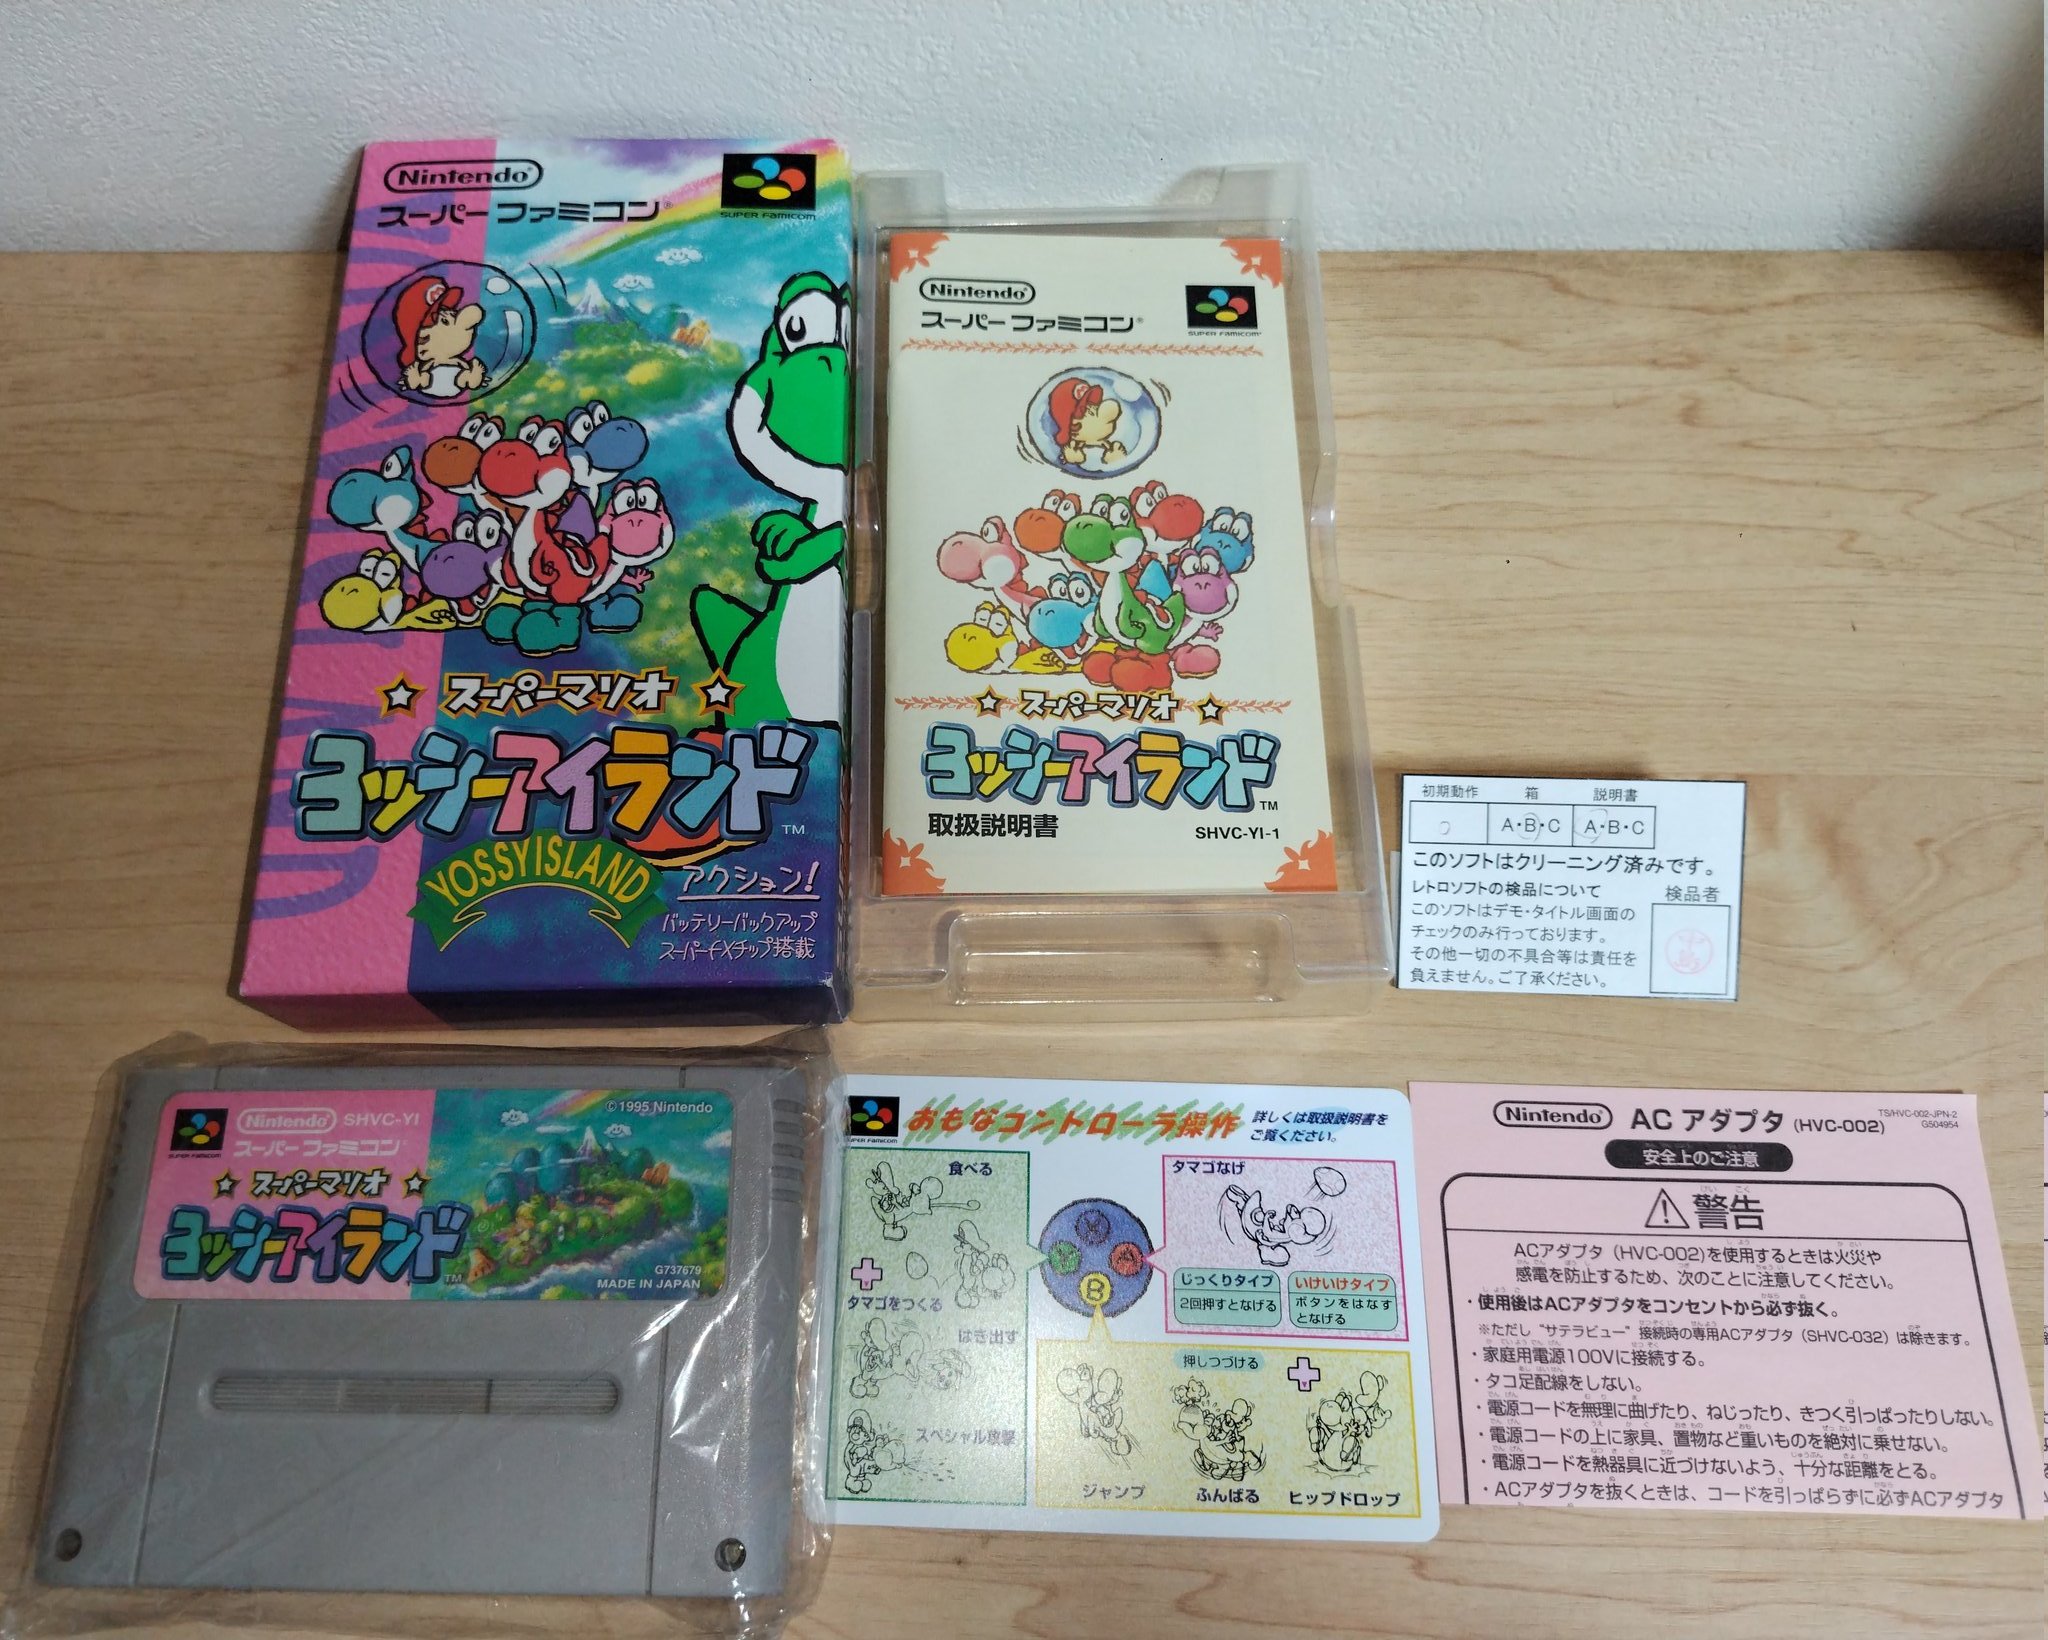 Nintendo®
スーパーファミコン®
SUPER FAMICOM
スーパーマリオ
ヨッシーアイランド™
YOSSY ISLAND
アクション!
バッテリーバックアップ
スーパーFXチップ搭載
Nintendo®
スーパーファミコン®
SUPER FAMICOM
スーパーマリオ
ヨッシーアイランド™
取扱説明書 SHVC-YI-1
初期動作 箱 説明書
A・B・C A・B・C
このソフトはクリーニング済みです。
レトロソフトの検品について 検品者
このソフトはデモ・タイトル画面の
チェックのみ行っております。
その他一切の不具合等は責任を
負えません。ご了承ください。
SUPER FAMICOM
Nintendo® SHVC-YI
©1995 Nintendo
スーパーファミコン®
スーパーマリオ
ヨッシーアイランド™
G737679
MADE IN JAPAN
おもなコントローラ操作
詳しくは取扱説明書を
ご覧ください。
食べる
タマゴをつくる
はき出す
スペシャル攻撃
タマゴなげ
Y
X
A
B
じっくりタイプ
2回押すとなげる
いけいけタイプ
ボタンをはなす
となげる
押しつづける
ジャンプ
ふんばる
ヒップドロップ
Nintendo® ACアダプタ (HVC-002)
TS/HVC-002-JPN-2
G504954
安全上のご注意
警告
ACアダプタ(HVC-002)を使用するときは火災や
感電を防止するため、次のことに注意してください。
・使用後はACアダプタをコンセントから必ず抜く。
※ただし“サテラビュー”接続時の専用ACアダプタ(SHVC-032)は除きます。
・家庭用電源100Vに接続する。
・タコ足配線をしない。
・電源コードを無理に曲げたり、ねじったり、きつく引っぱったりしない。
・電源コードの上に家具、置物など重いものを絶対に乗せない。
・電源コードを熱器具に近づけないよう、十分な距離をとる。
・ACアダプタを抜くときは、コードを引っぱらずに必ずACアダプタ